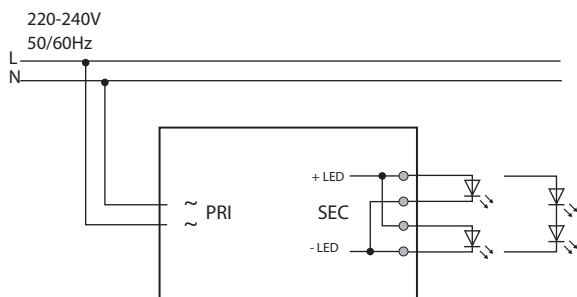 220-240V
50/60Hz
L
N
+ LED
~ PRI
SEC
~
- LED